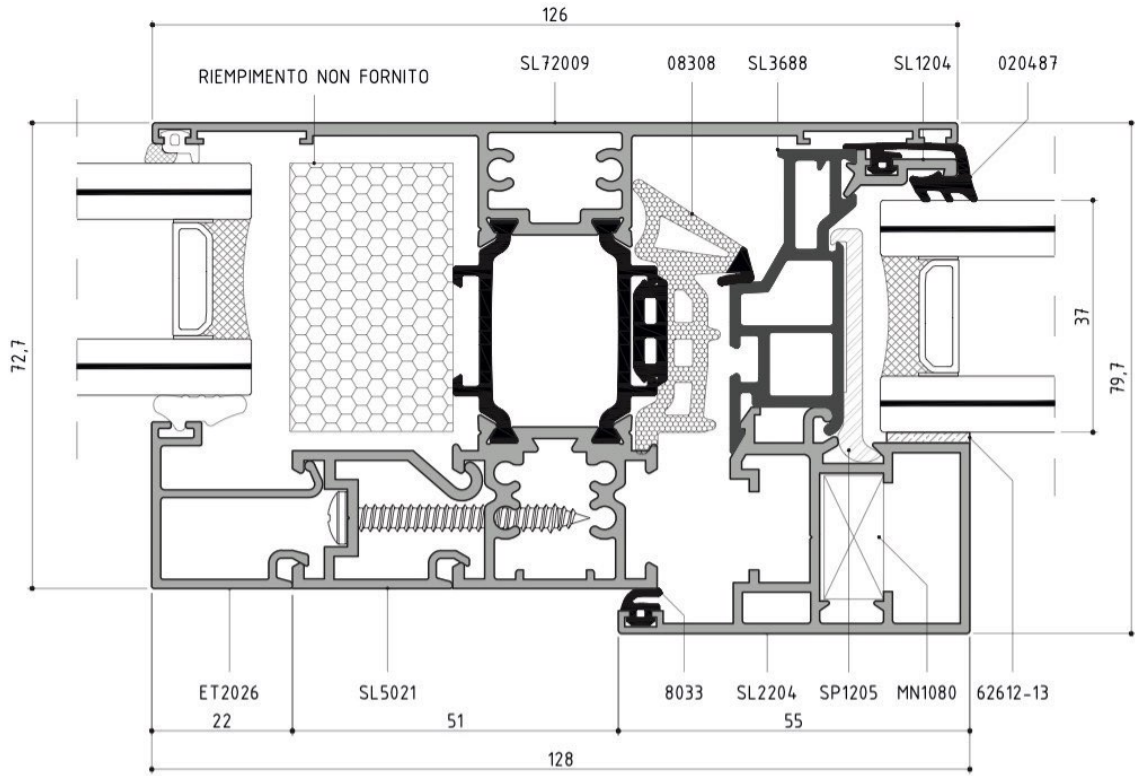 126
RIEMPIMENTO NON FORNITO
SL72009
08308
SL3688
SL1204
020487
72,7
37
79,7
ET2026
SL5021
8033
SL2204
SP1205
MN1080
62612-13
22
51
55
128